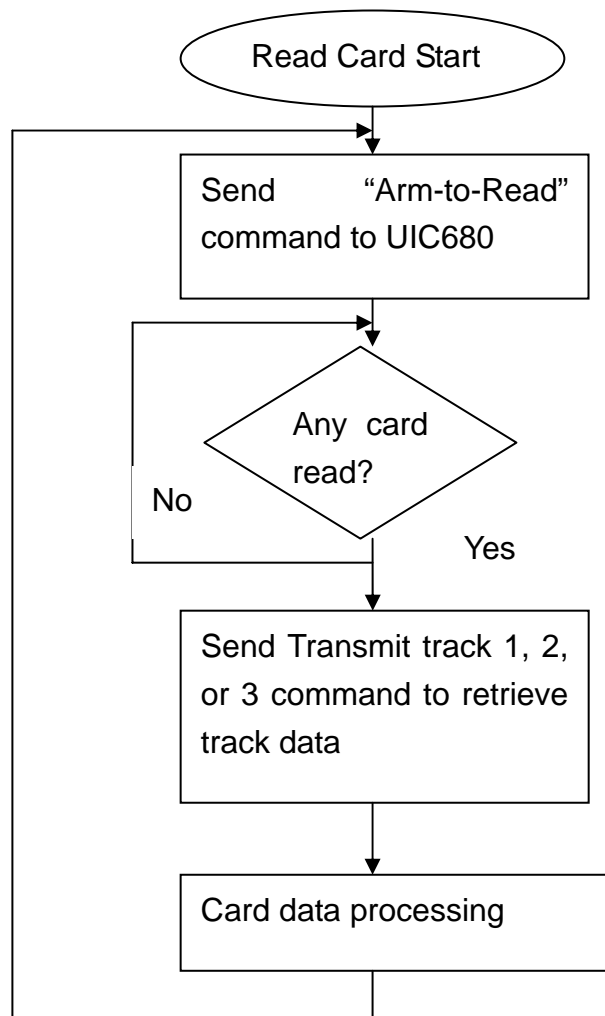 Read Card Start
Send “Arm-to-Read”
command to UIC680
Any card
read?
No
Yes
Send Transmit track 1, 2,
or 3 command to retrieve
track data
Card data processing